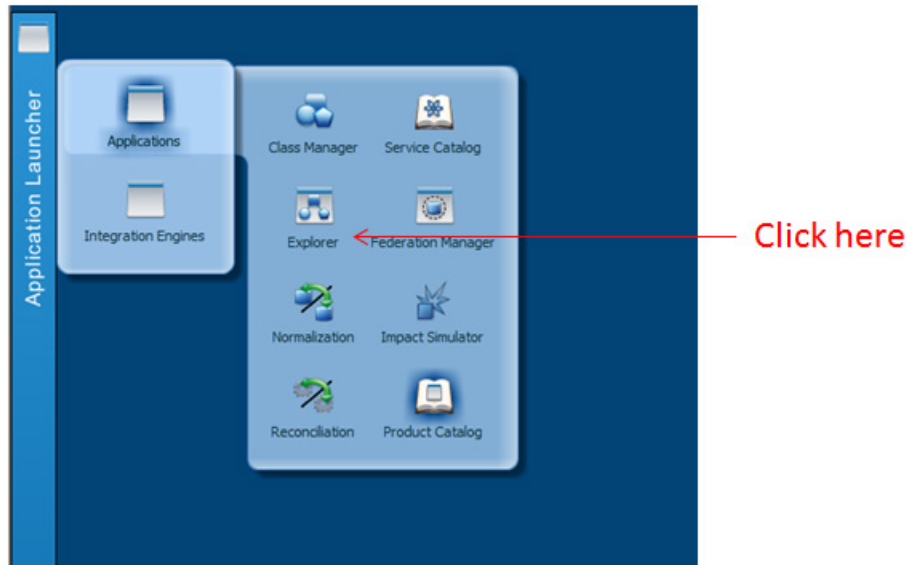 Application Launcher
Applications
Integration Engines
Class Manager
Service Catalog
Explorer
Federation Manager
Normalization
Impact Simulator
Reconciliation
Product Catalog
Click here